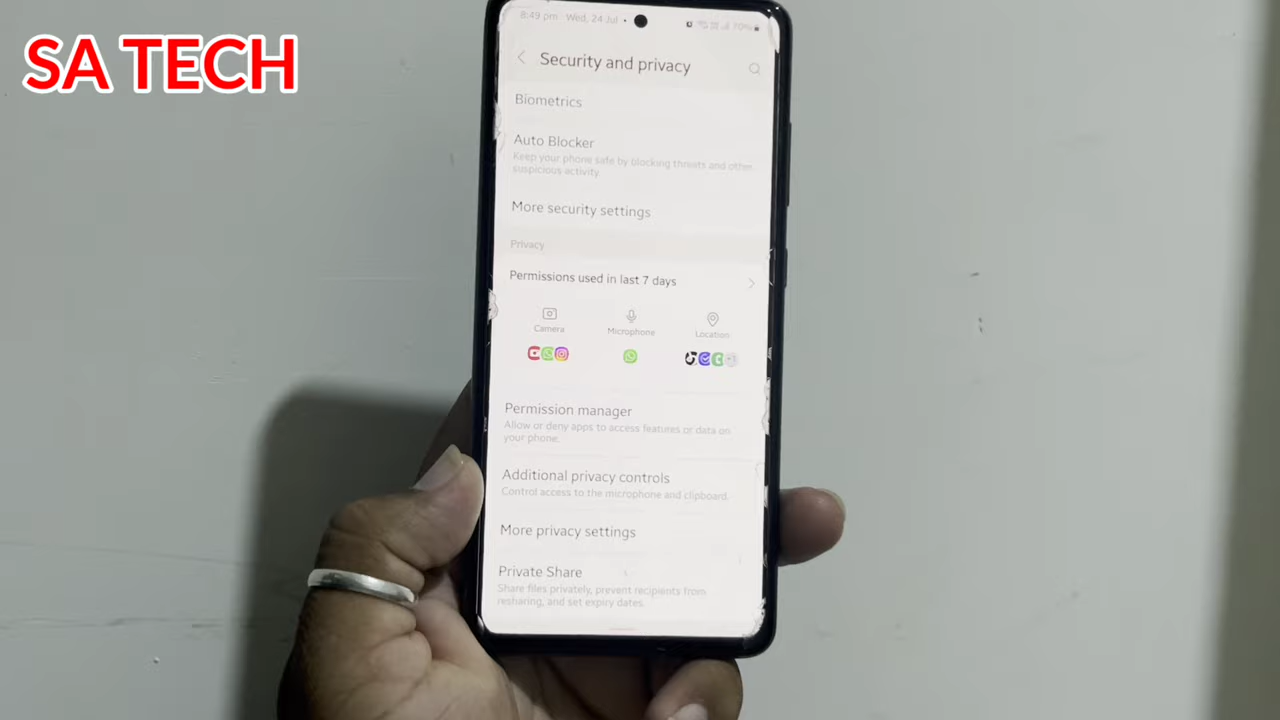 SA TECH
8:49 pm Wed, 24 Jul •
70%
Security and privacy
Biometrics
Auto Blocker
Keep your phone safe by blocking threats and other
suspicious activity.
More security settings
Privacy
Permissions used in last 7 days
Camera Microphone Location
Permission manager
Allow or deny apps to access features or data on
your phone.
Additional privacy controls
Control access to the microphone and clipboard.
More privacy settings
Private Share
Share files privately, prevent recipients from
resharing, and set expiry dates.